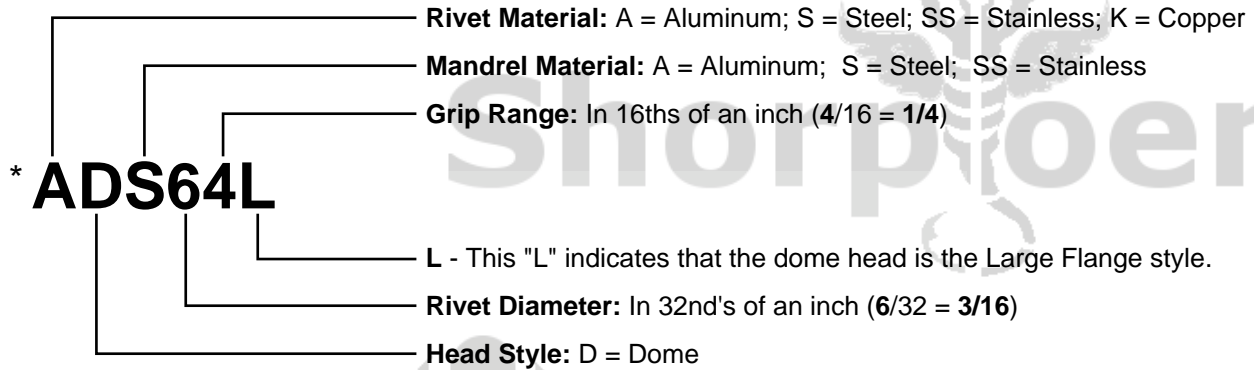 Rivet Material: A = Aluminum; S = Steel; SS = Stainless; K = Copper
Mandrel Material: A = Aluminum; S = Steel; SS = Stainless
Grip Range: In 16ths of an inch (4/16 = 1/4)
Shorp oer
* ADS64L
L - This "L" indicates that the dome head is the Large Flange style.
Rivet Diameter: In 32nd's of an inch (6/32 = 3/16)
Head Style: D = Dome